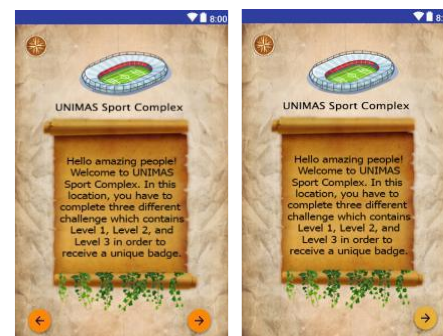 8:00
UNIMAS Sport Complex
Hello amazing people!
Welcome to UNIMAS
Sport Complex. In this
location, you have to
complete three different
challenge which contains
Level 1, Level 2, and
Level 3 in order to
receive a unique badge.
UNIMAS Sport Complex
Hello amazing people!
Welcome to UNIMAS
Sport Complex. In this
location, you have to
complete three different
challenge which contains
Level 1, Level 2, and
Level 3 in order to
receive a unique badge.